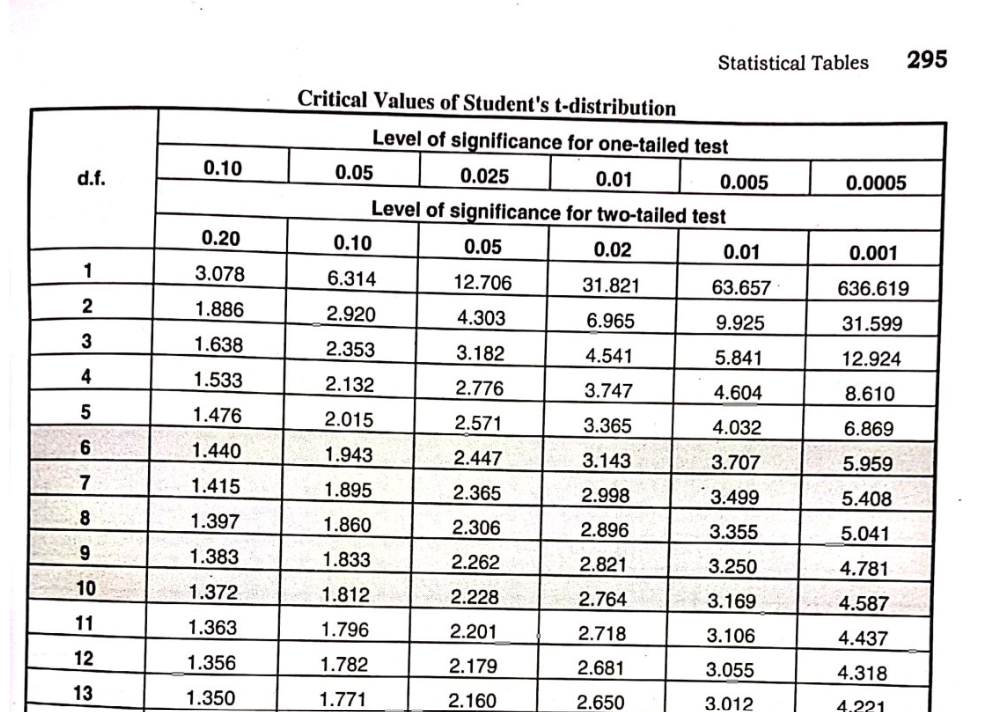 Statistical Tables 295
Critical Values of Student's t-distribution
d.f.
Level of significance for one-tailed test
0.10 0.05 0.025 0.01 0.005 0.0005
Level of significance for two-tailed test
0.20 0.10 0.05 0.02 0.01 0.001
1 3.078 6.314 12.706 31.821 63.657 636.619
2 1.886 2.920 4.303 6.965 9.925 31.599
3 1.638 2.353 3.182 4.541 5.841 12.924
4 1.533 2.132 2.776 3.747 4.604 8.610
5 1.476 2.015 2.571 3.365 4.032 6.869
6 1.440 1.943 2.447 3.143 3.707 5.959
7 1.415 1.895 2.365 2.998 3.499 5.408
8 1.397 1.860 2.306 2.896 3.355 5.041
9 1.383 1.833 2.262 2.821 3.250 4.781
10 1.372 1.812 2.228 2.764 3.169 4.587
11 1.363 1.796 2.201 2.718 3.106 4.437
12 1.356 1.782 2.179 2.681 3.055 4.318
13 1.350 1.771 2.160 2.650 3.012 4.221